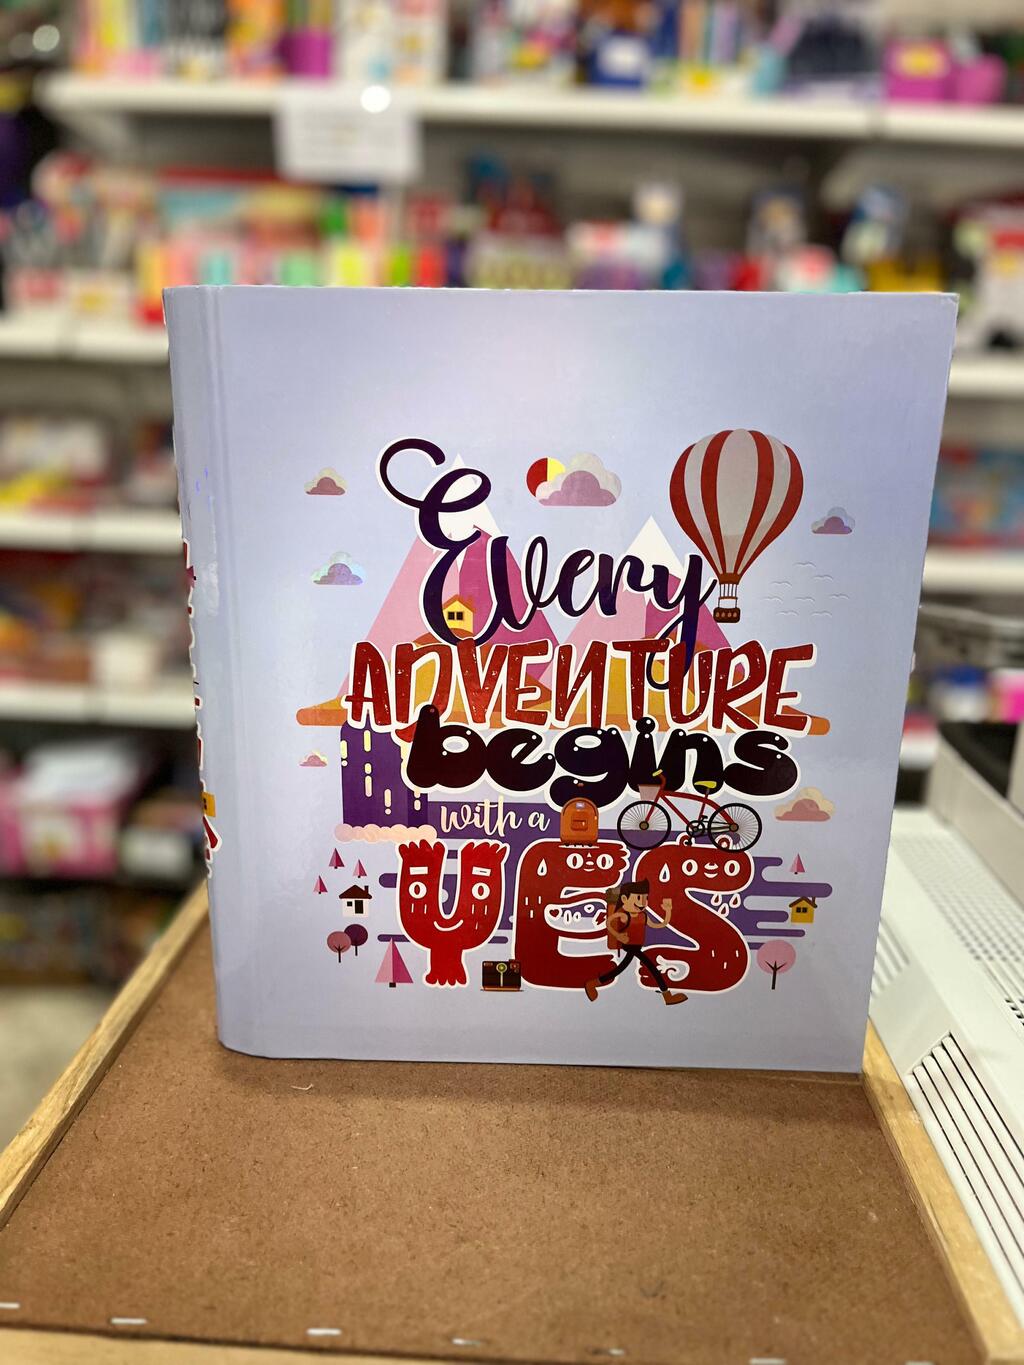 Every
ADVENTURE
begins
with a
YES